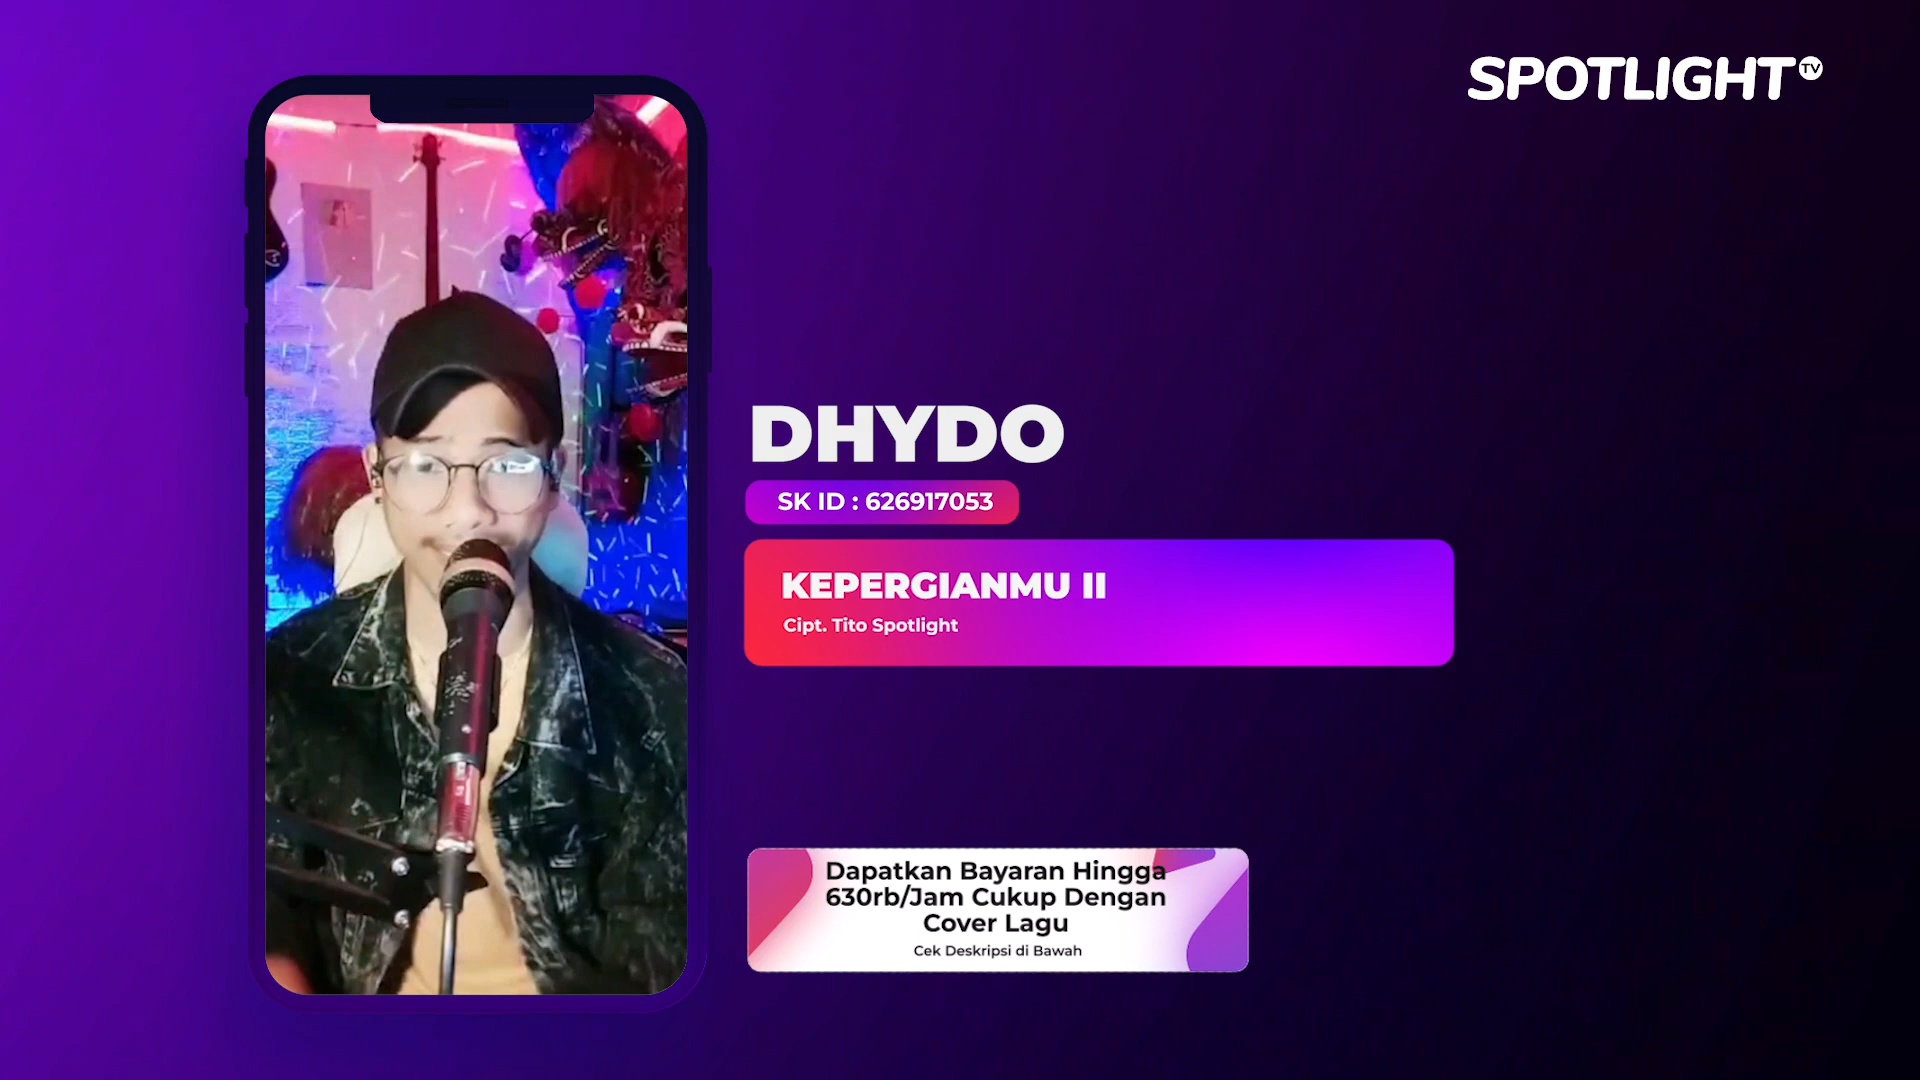 SPOTLIGHT TV
DHYDO
SK ID : 626917053
KEPERGIANMU II
Cipt. Tito Spotlight
Dapatkan Bayaran Hingga
630rb/Jam Cukup Dengan
Cover Lagu
Cek Deskripsi di Bawah